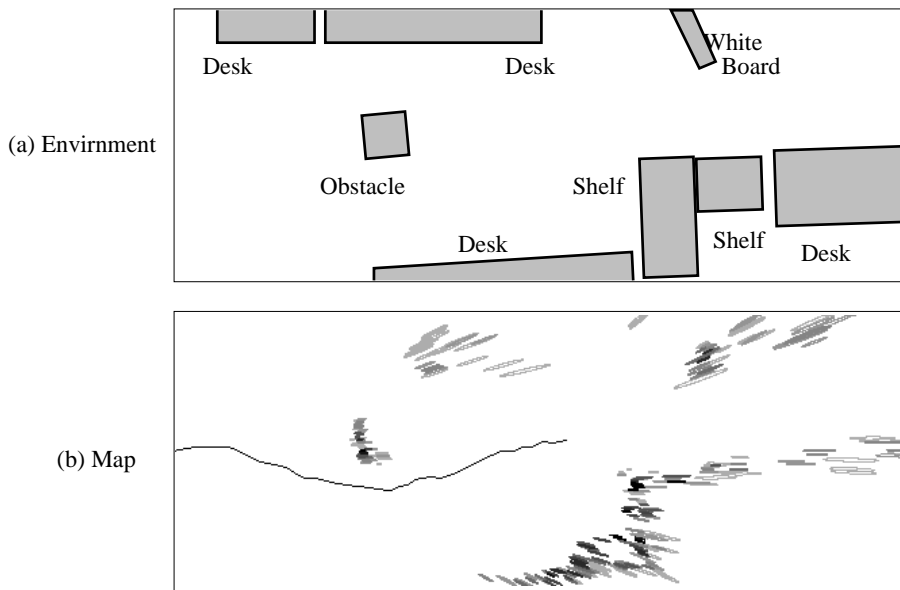 White
Desk
Desk
Board
(a) Envirnment
Obstacle
Shelf
Desk
Shelf
Desk
(b) Map